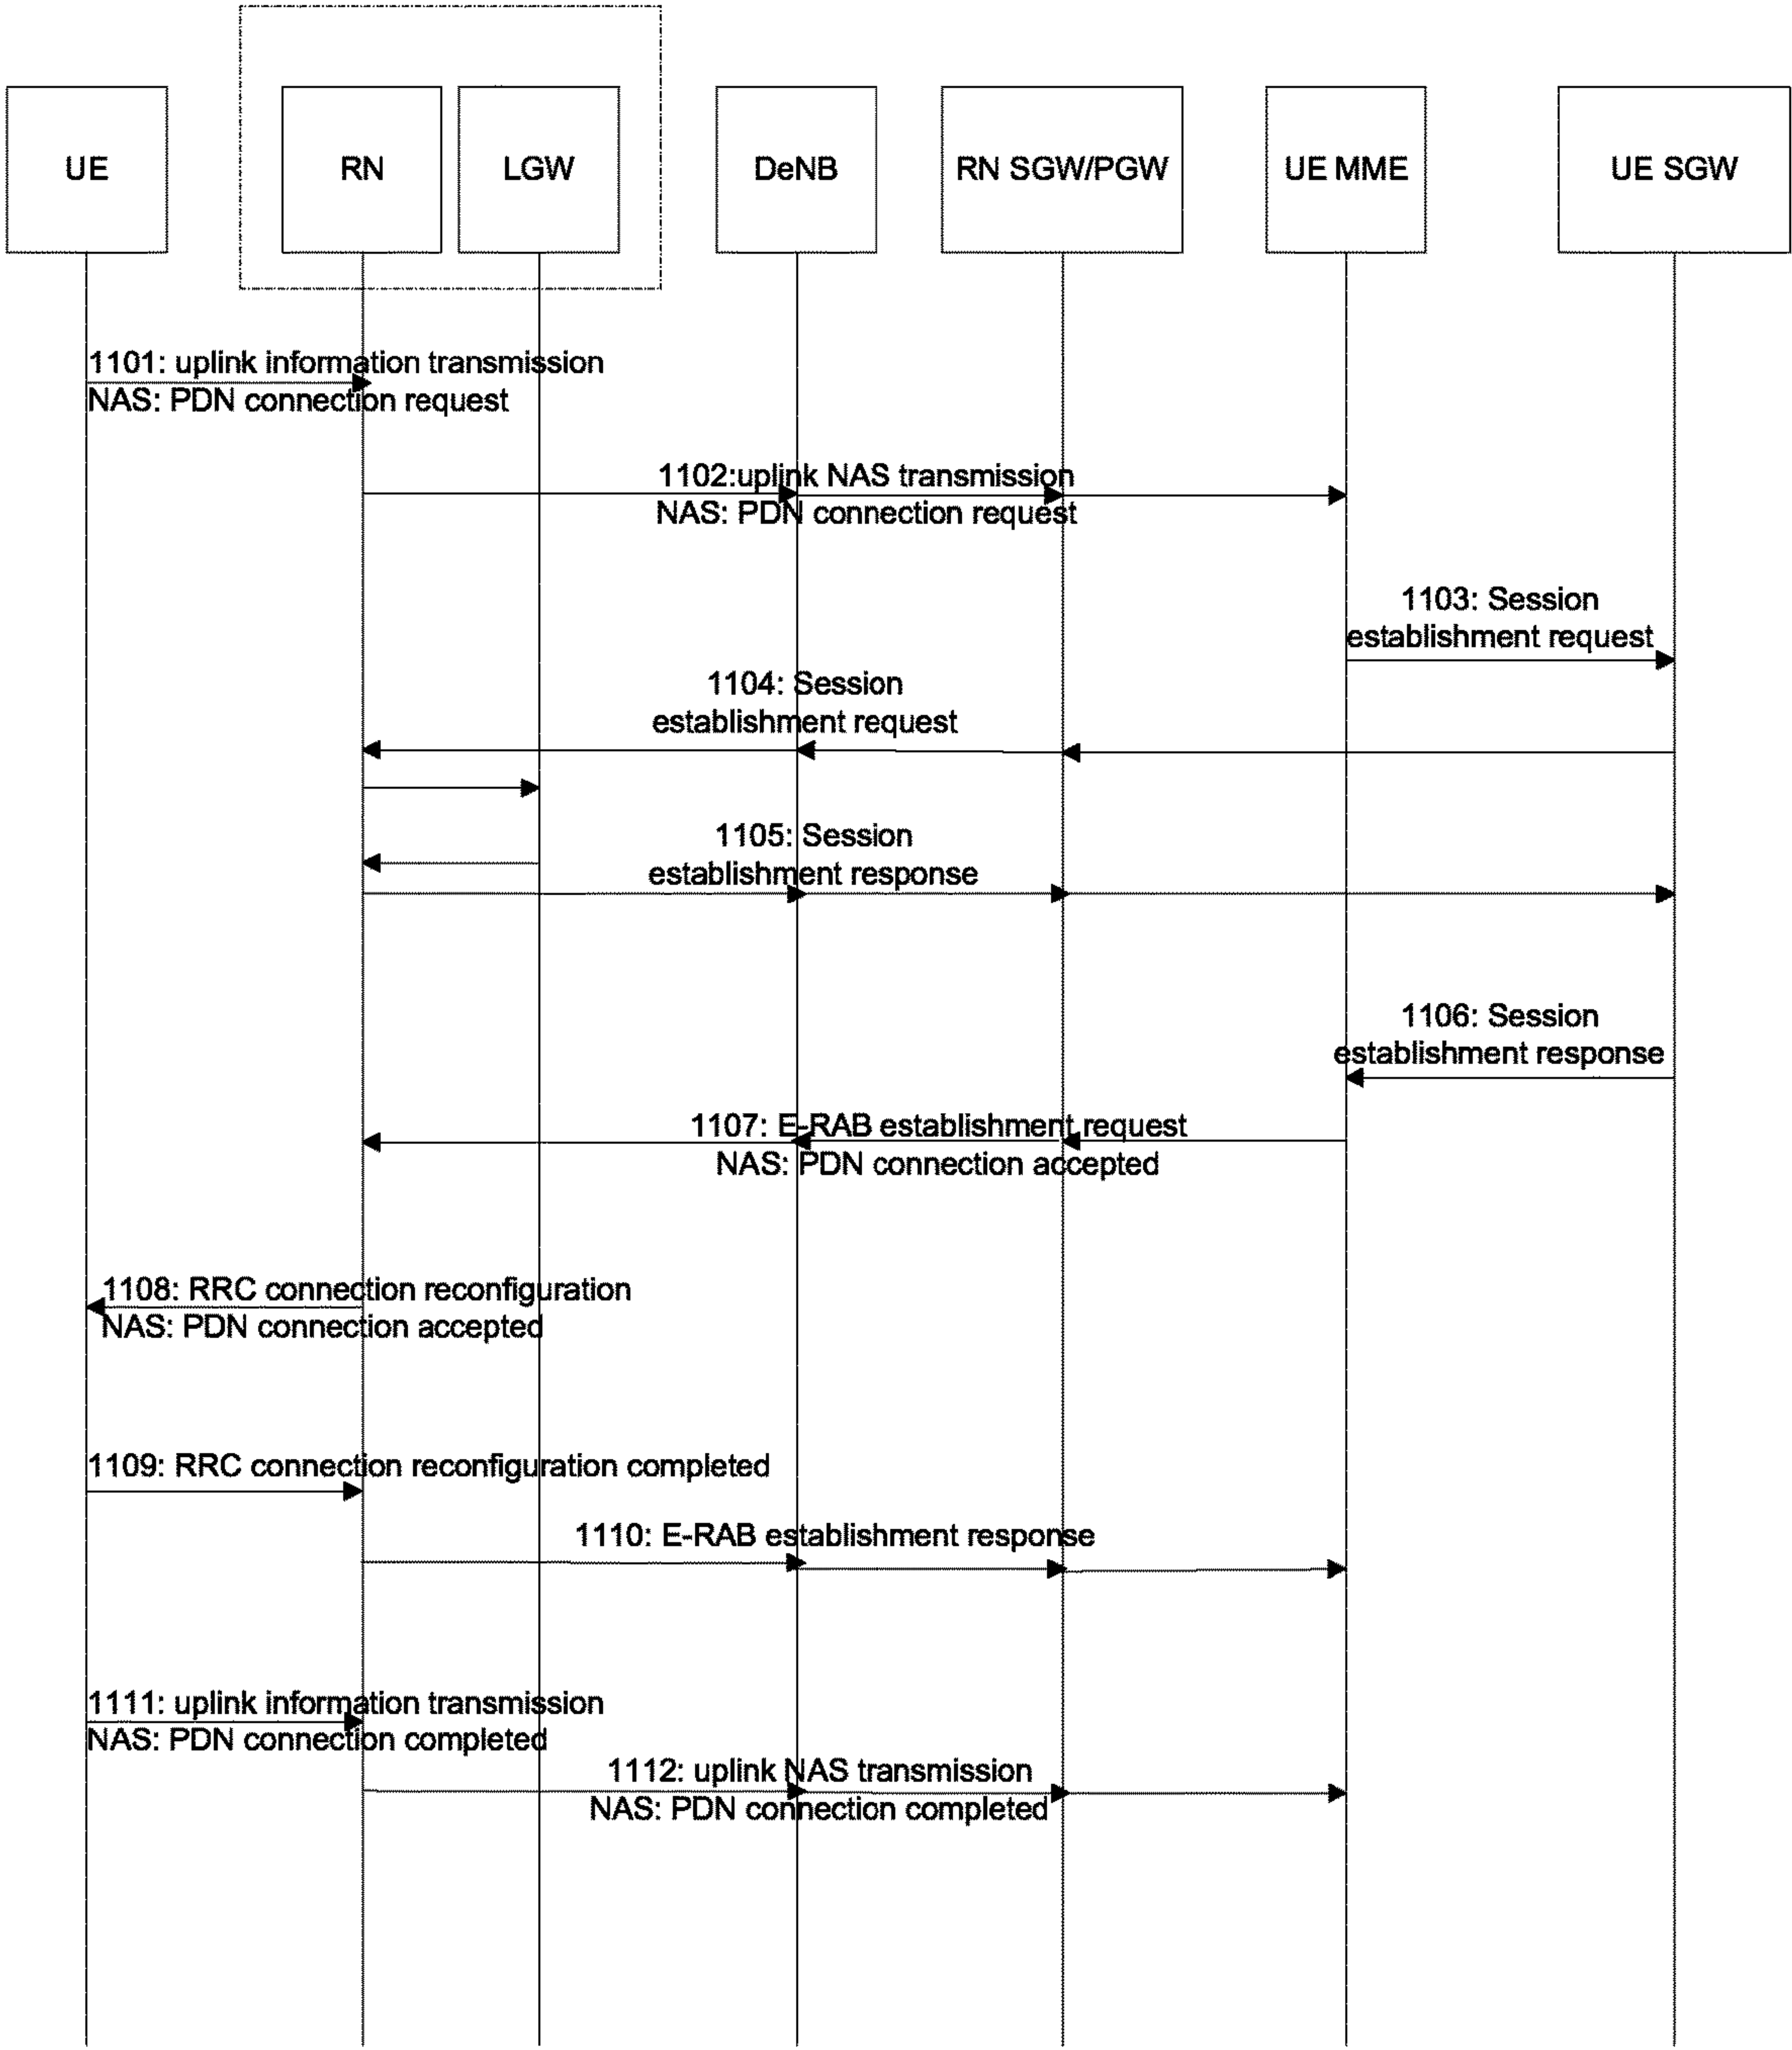 UE
RN
LGW
DeNB
RN SGW/PGW
UE MME
UE SGW
1101: uplink information transmission
NAS: PDN connection request
1102:uplink NAS transmission
NAS: PDN connection request
1103: Session
establishment request
1104: Session
establishment request
1105: Session
establishment response
1106: Session
establishment response
1107: E-RAB establishment request
NAS: PDN connection accepted
1108: RRC connection reconfiguration
NAS: PDN connection accepted
1109: RRC connection reconfiguration completed
1110: E-RAB establishment response
1111: uplink information transmission
NAS: PDN connection completed
1112: uplink NAS transmission
NAS: PDN connection completed